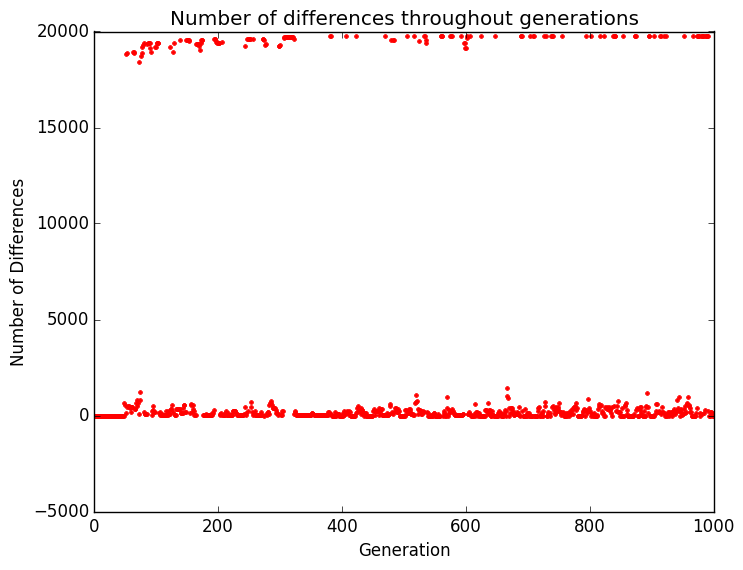 Number of differences throughout generations
20000
15000
10000
5000
0
−5000
Number of Differences
0 200 400 600 800 1000
Generation